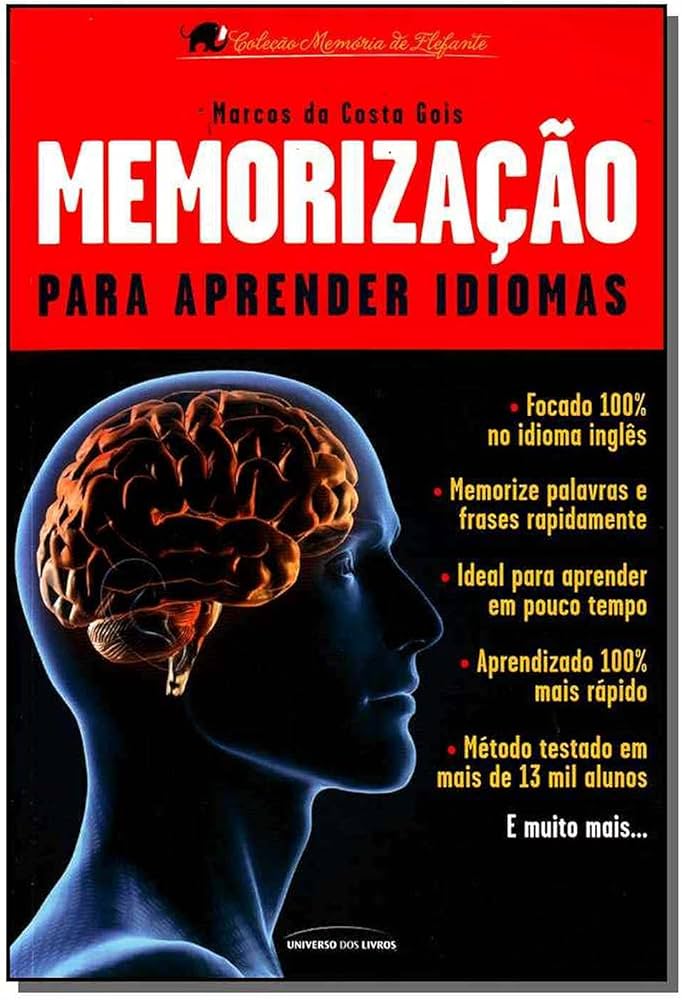 Coleção Memória de Elefante
Marcos da Costa Gois
MEMORIZAÇÃO
PARA APRENDER IDIOMAS
• Focado 100%
no idioma inglês
• Memorize palavras e
frases rapidamente
• Ideal para aprender
em pouco tempo
• Aprendizado 100%
mais rápido
• Método testado em
mais de 13 mil alunos
E muito mais...
UNIVERSO DOS LIVROS